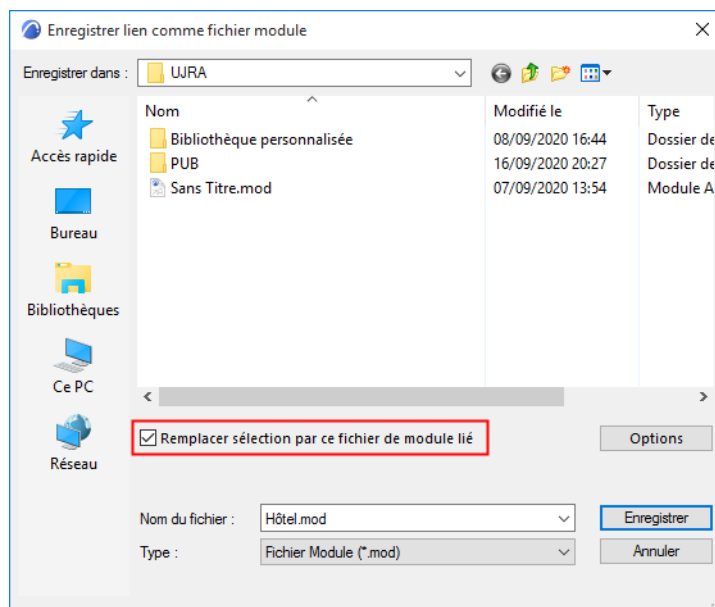 Enregistrer lien comme fichier module
Enregistrer dans : UJRA
Nom Modifié le Type
Bibliothèque personnalisée 08/09/2020 16:44 Dossier de
PUB 16/09/2020 20:27 Dossier de
Sans Titre.mod 07/09/2020 13:54 Module A
Accès rapide
Bureau
Bibliothèques
Ce PC
Réseau
Remplacer sélection par ce fichier de module lié Options
Nom du fichier : Hôtel.mod Enregistrer
Type : Fichier Module (*.mod) Annuler